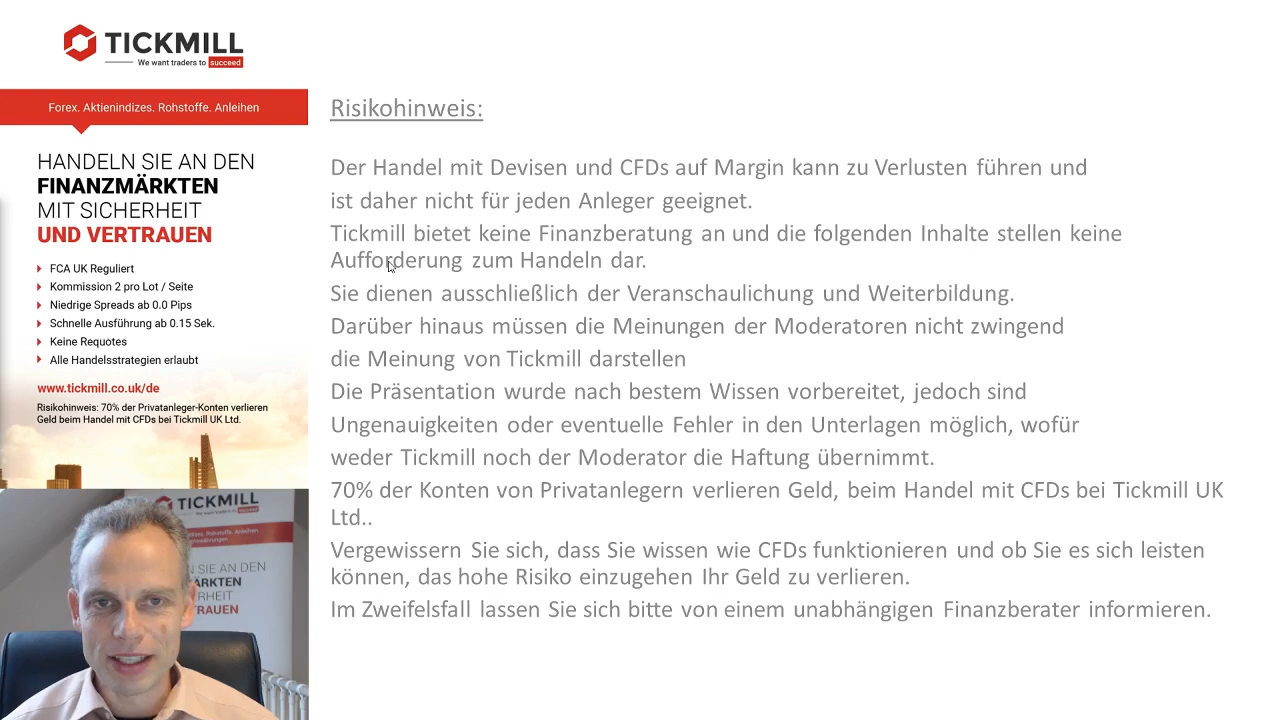 TICKMILL
We want traders to succeed
Forex. Aktienindizes. Rohstoffe. Anleihen
HANDELN SIE AN DEN
FINANZMÄRKTEN
MIT SICHERHEIT
UND VERTRAUEN
FCA UK Reguliert
Kommission 2 pro Lot / Seite
Niedrige Spreads ab 0.0 Pips
Schnelle Ausführung ab 0.15 Sek.
Keine Requotes
Alle Handelsstrategien erlaubt
www.tickmill.co.uk/de
Risikohinweis: 70% der Privatanleger-Konten verlieren
Geld beim Handel mit CFDs bei Tickmill UK Ltd.
Risikohinweis:
Der Handel mit Devisen und CFDs auf Margin kann zu Verlusten führen und
ist daher nicht für jeden Anleger geeignet.
Tickmill bietet keine Finanzberatung an und die folgenden Inhalte stellen keine
Aufforderung zum Handeln dar.
Sie dienen ausschließlich der Veranschaulichung und Weiterbildung.
Darüber hinaus müssen die Meinungen der Moderatoren nicht zwingend
die Meinung von Tickmill darstellen
Die Präsentation wurde nach bestem Wissen vorbereitet, jedoch sind
Ungenauigkeiten oder eventuelle Fehler in den Unterlagen möglich, wofür
weder Tickmill noch der Moderator die Haftung übernimmt.
70% der Konten von Privatanlegern verlieren Geld, beim Handel mit CFDs bei Tickmill UK
Ltd..
Vergewissern Sie sich, dass Sie wissen wie CFDs funktionieren und ob Sie es sich leisten
können, das hohe Risiko einzugehen Ihr Geld zu verlieren.
Im Zweifelsfall lassen Sie sich bitte von einem unabhängigen Finanzberater informieren.
TICKMILL
SIE AN DEN
ÄRKTEN
RHEIT
RAUEN